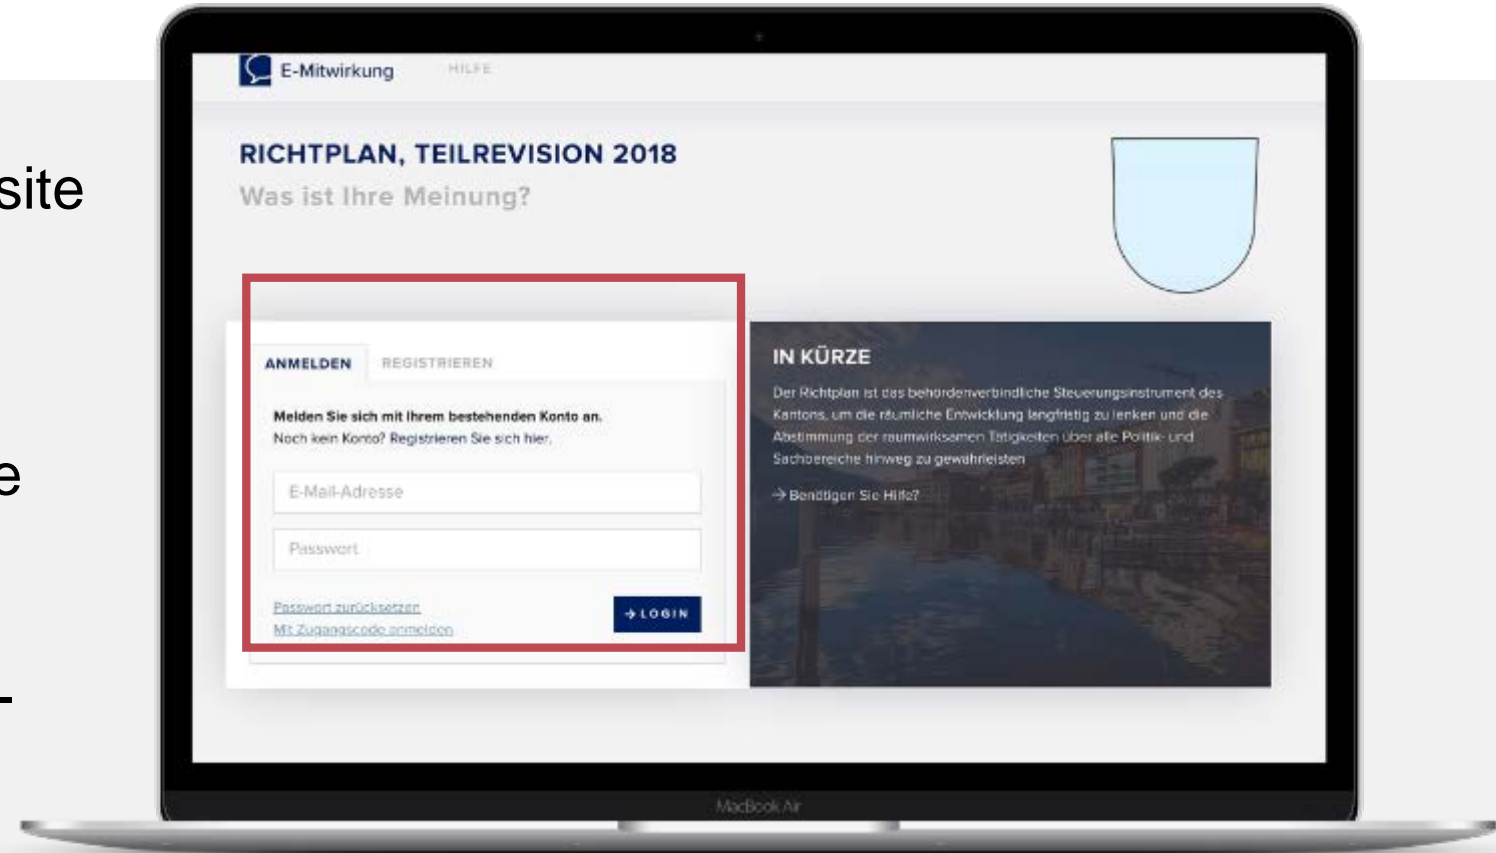 site
e
-
E-Mitwirkung
HILFE
RICHTPLAN, TEILREVISION 2018
Was ist Ihre Meinung?
ANMELDEN
REGISTRIEREN
Melden Sie sich mit Ihrem bestehenden Konto an.
Noch kein Konto? Registrieren Sie sich hier.
E-Mail-Adresse
Passwort
Passwort zurücksetzen
Mit Zugangscode anmelden
→ LOGIN
IN KÜRZE
Der Richtplan ist das behördenverbindliche Steuerungsinstrument des
Kantons, um die räumliche Entwicklung langfristig zu lenken und die
Abstimmung der raumwirksamen Tätigkeiten über alle Politik- und
Sachbereiche hinweg zu gewährleisten
→ Benötigen Sie Hilfe?
MacBook Air